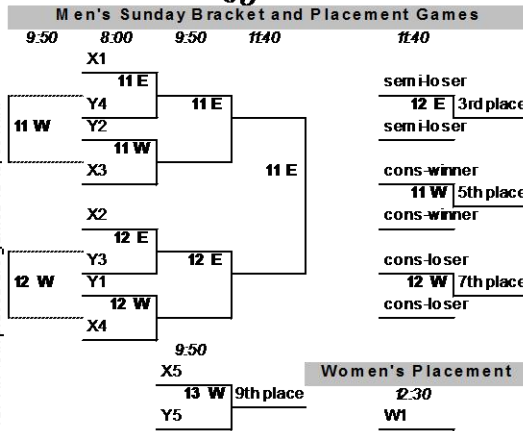 Men's Sunday Bracket and Placement Games
9:50 8:00 9:50 11:40 11:40
X1
11 E semi-loser
Y4 11 E 12 E 3rd place
11 W Y2 semi-loser
11 W
X3 11 E cons-winner
11 W 5th place
X2 cons-winner
12 E
Y3 12 E cons-loser
12 W Y1 12 W 7th place
12 W cons-loser
X4
9:50
X5 Women's Placement
13 W 9th place 12:30
Y5 W1